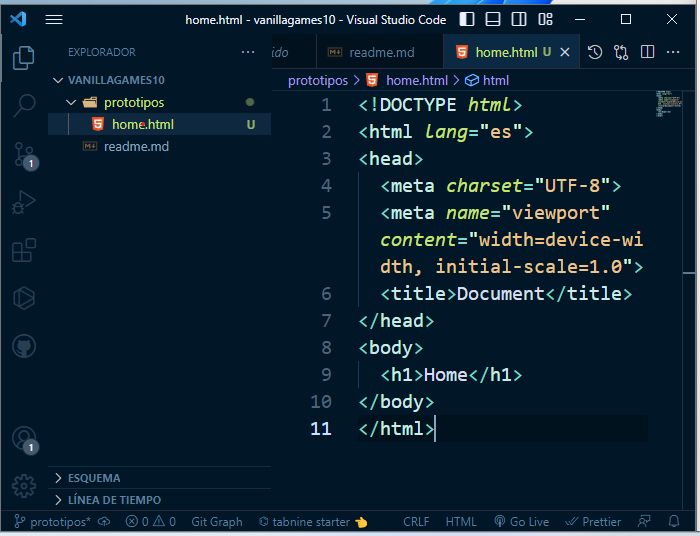 home.html - vanillagames10 - Visual Studio Code
EXPLORADOR
VANILLAGAMES10
prototipos
home.html U
readme.md
ido readme.md home.html U
prototipos > home.html > html
1 <!DOCTYPE html>
2 <html lang="es">
3 <head>
4 <meta charset="UTF-8">
5 <meta name="viewport"
content="width=device-wi
dth, initial-scale=1.0">
6 <title>Document</title>
7 </head>
8 <body>
9 <h1>Home</h1>
10 </body>
11 </html>
1
1
ESQUEMA
LÍNEA DE TIEMPO
prototipos* 0 0 Git Graph tabnine starter CRLF HTML Go Live Prettier